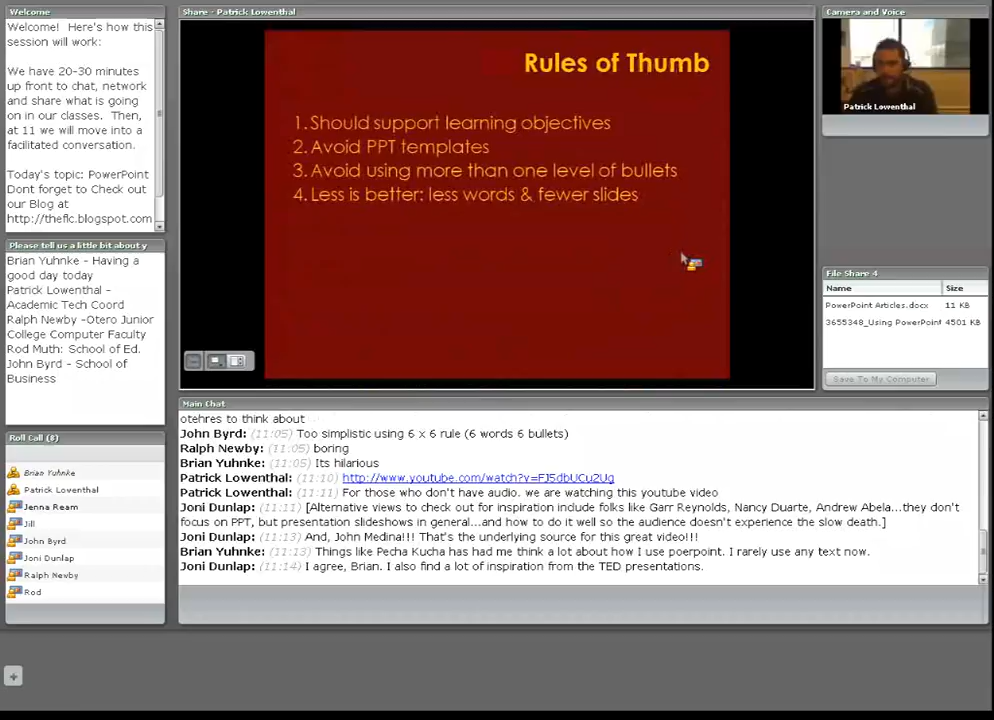 Welcome
Welcome! Here's how this
session will work:
We have 20-30 minutes
up front to chat, network
and share what is going
on in our classes. Then,
at 11 we will move into a
facilitated conversation.
Today's topic: PowerPoint
Dont forget to Check out
our Blog at
http://theflc.blogspot.com
Please tell us a little bit about y
Brian Yuhnke - Having a
good day today
Patrick Lowenthal -
Academic Tech Coord
Ralph Newby -Otero Junior
College Computer Faculty
Rod Muth: School of Ed.
John Byrd - School of
Business
Roll Call (8)
Brian Yuhnke
Patrick Lowenthal
Jenna Ream
Jill
John Byrd
Joni Dunlap
Ralph Newby
Rod
Share - Patrick Lowenthal
Rules of Thumb
1. Should support learning objectives
2. Avoid PPT templates
3. Avoid using more than one level of bullets
4. Less is better: less words & fewer slides
Main Chat
otehres to think about
John Byrd: (11:05) Too simplistic using 6 x 6 rule (6 words 6 bullets)
Ralph Newby: (11:05) boring
Brian Yuhnke: (11:05) Its hilarious
Patrick Lowenthal: (11:10) http://www.youtube.com/watch?v=FJ5dbUCu2Ug
Patrick Lowenthal: (11:11) For those who don't have audio. we are watching this youtube video
Joni Dunlap: (11:11) [Alternative views to check out for inspiration include folks like Garr Reynolds, Nancy Duarte, Andrew Abela...they don't
focus on PPT, but presentation slideshows in general...and how to do it well so the audience doesn't experience the slow death.]
Joni Dunlap: (11:13) And, John Medina!!! That's the underlying source for this great video!!!
Brian Yuhnke: (11:13) Things like Pecha Kucha has had me think a lot about how I use poerpoint. I rarely use any text now.
Joni Dunlap: (11:14) I agree, Brian. I also find a lot of inspiration from the TED presentations.
Camera and Voice
Patrick Lowenthal
File Share 4
Name Size
PowerPoint Articles.docx 11 KB
3655348_Using PowerPoint 4501 KB
Save To My Computer